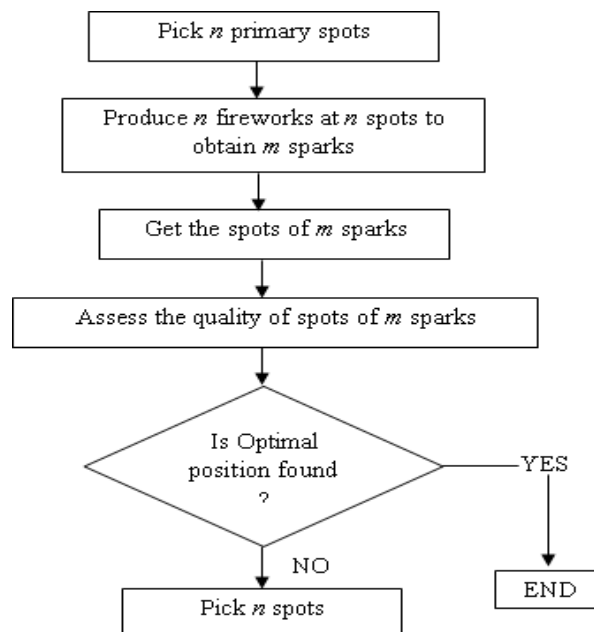 Pick n primary spots
Produce n fireworks at n spots to
obtain m sparks
Get the spots of m sparks
Assess the quality of spots of m sparks
Is Optimal
position found
?
YES
NO
END
Pick n spots